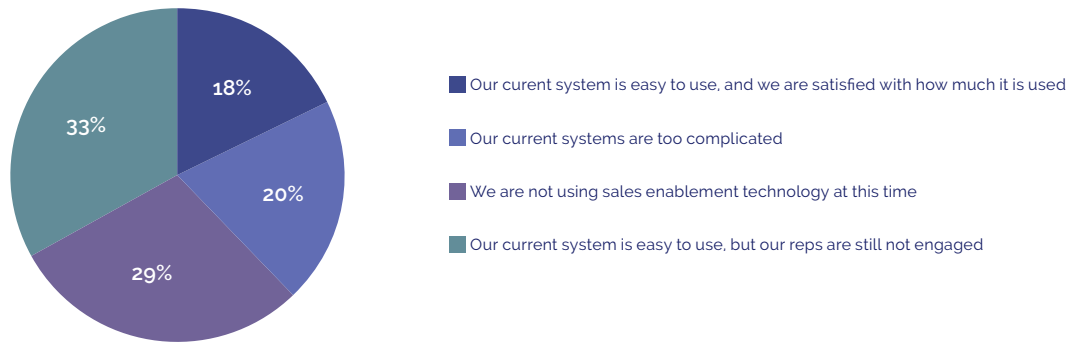 18%
33%
20%
29%
Our curent system is easy to use, and we are satisfied with how much it is used
Our current systems are too complicated
We are not using sales enablement technology at this time
Our current system is easy to use, but our reps are still not engaged